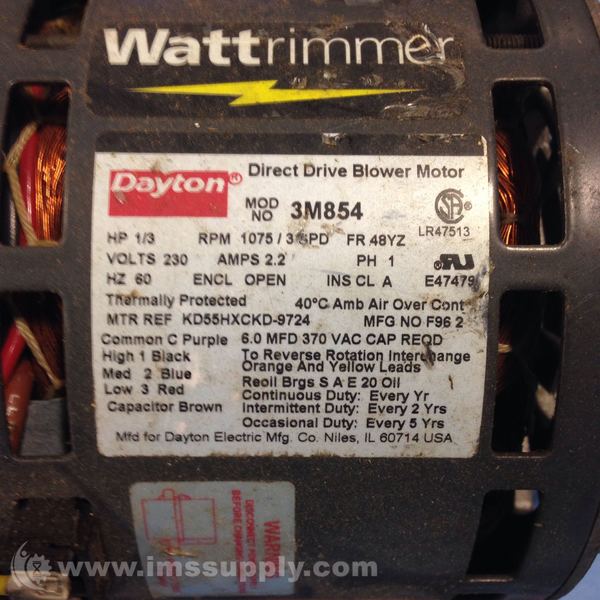 Wattrimmer
Dayton® Direct Drive Blower Motor
MOD NO 3M854
LR47513
HP 1/3 RPM 1075 / 3 SPD FR 48YZ
VOLTS 230 AMPS 2.2 PH 1
HZ 60 ENCL OPEN INS CL A E47479
Thermally Protected 40°C Amb Air Over Cont
MTR REF KD55HXCKD-9724 MFG NO F96 2
Common C Purple 6.0 MFD 370 VAC CAP REQD
High 1 Black To Reverse Rotation Interchange
Med 2 Blue Orange And Yellow Leads
Low 3 Red Reoil Brgs S A E 20 Oil
Continuous Duty: Every Yr
Capacitor Brown Intermittent Duty: Every 2 Yrs
Occasional Duty: Every 5 Yrs
Mfd for Dayton Electric Mfg. Co. Niles, IL 60714 USA
www.imssupply.com